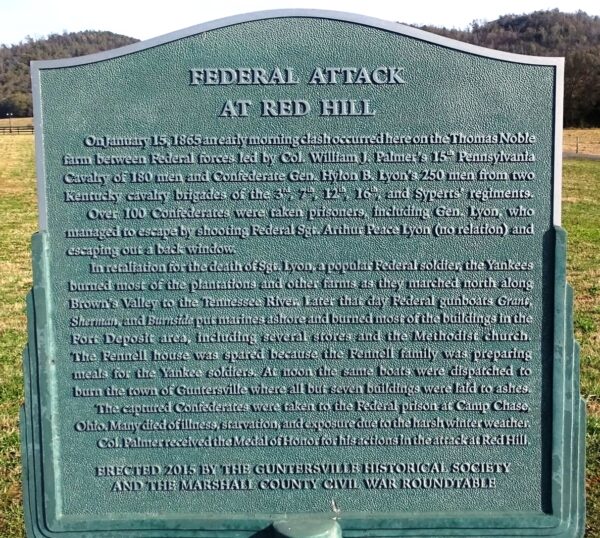 FEDERAL ATTACK
AT RED HILL
On January 15, 1865 an early morning clash occurred here on the Thomas Noble
farm between Federal forces led by Col. William J. Palmer's 15th Pennsylvania
Cavalry of 180 men and Confederate Gen. Hylon B. Lyon's 250 men from two
Kentucky cavalry brigades of the 3rd, 7th, 12th, 16th, and Syperts' regiments.
Over 100 Confederates were taken prisoners, including Gen. Lyon, who
managed to escape by shooting Federal Sgt. Arthur Peace Lyon (no relation) and
escaping out a back window.
In retaliation for the death of Sgt. Lyon, a popular Federal soldier, the Yankees
burned most of the plantations and other farms as they marched north along
Brown's Valley to the Tennessee River. Later that day Federal gunboats Grant,
Sherman, and Burnside put marines ashore and burned most of the buildings in the
Port Deposit area, including several stores and the Methodist church.
The Fennell house was spared because the Fennell family was preparing
meals for the Yankee soldiers. At noon the same boats were dispatched to
burn the town of Guntersville where all but seven buildings were laid to ashes.
The captured Confederates were taken to the Federal prison at Camp Chase,
Ohio. Many died of illness, starvation, and exposure due to the harsh winter weather.
Col. Palmer received the Medal of Honor for his actions in the attack at Red Hill.
ERECTED 2015 BY THE GUNTERSVILLE HISTORICAL SOCIETY
AND THE MARSHALL COUNTY CIVIL WAR ROUNDTABLE